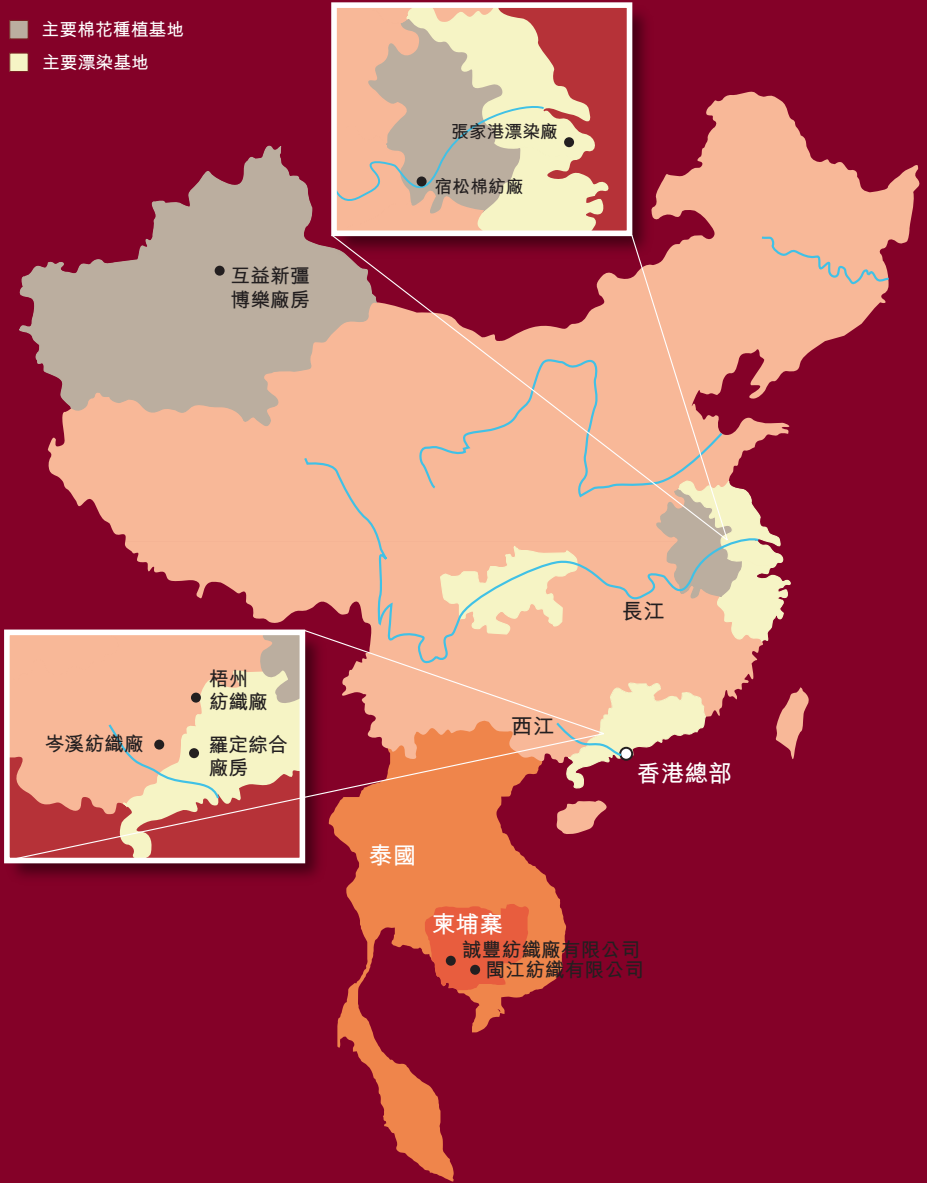 主要棉花種植基地
主要漂染基地
張家港漂染廠
宿松棉紡廠
互益新彊
博樂廠房
長江
西江
梧州
紡織廠
岑溪紡織廠
羅定綜合
廠房
香港總部
泰國
柬埔寨
誠豐紡織廠有限公司
閩江紡織有限公司